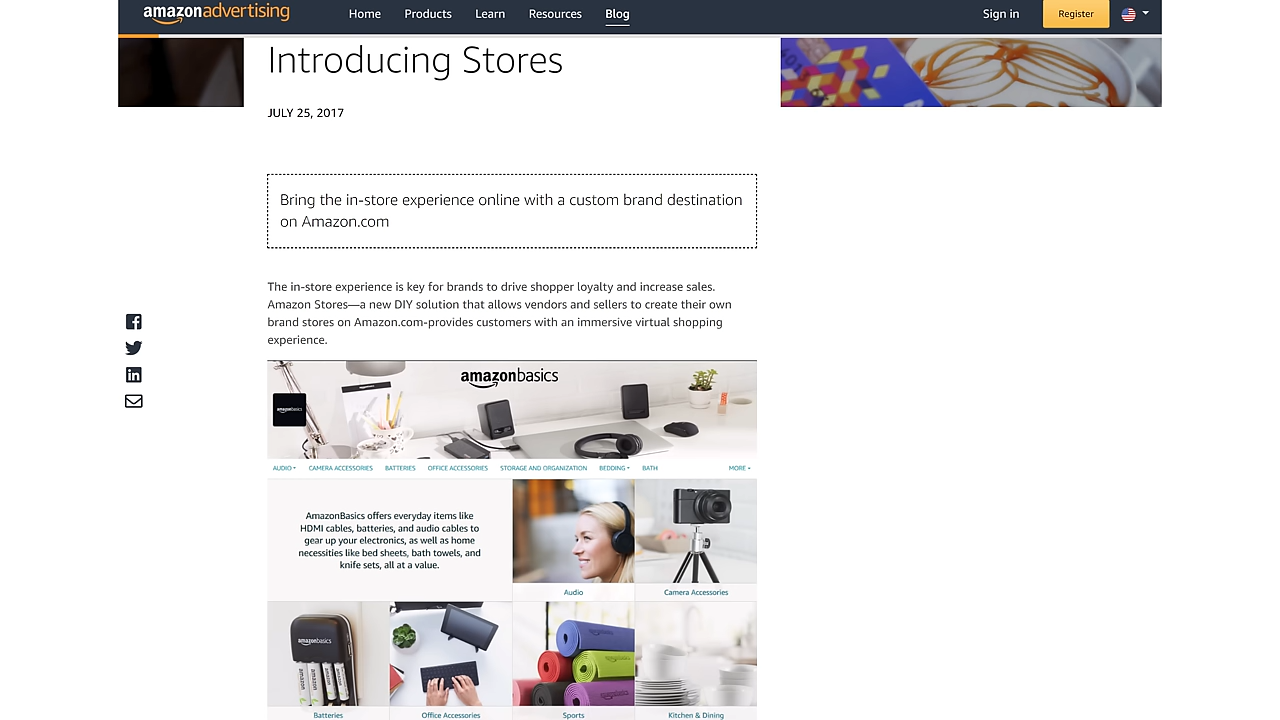 amazonadvertising
Home
Products
Learn
Resources
Blog
Sign in
Register
Introducing Stores
JULY 25, 2017
Bring the in-store experience online with a custom brand destination
on Amazon.com
The in-store experience is key for brands to drive shopper loyalty and increase sales.
Amazon Stores—a new DIY solution that allows vendors and sellers to create their own
brand stores on Amazon.com-provides customers with an immersive virtual shopping
experience.
amazonbasics
amazonbasics
AUDIO
CAMERA ACCESSORIES
BATTERIES
OFFICE ACCESSORIES
STORAGE AND ORGANIZATION
BEDDING
BATH
MORE
AmazonBasics offers everyday items like
HDMI cables, batteries, and audio cables to
gear up your electronics, as well as home
necessities like bed sheets, bath towels, and
knife sets, all at a value.
Audio
Camera Accessories
amazonbasics
Batteries
Office Accessories
Sports
Kitchen & Dining